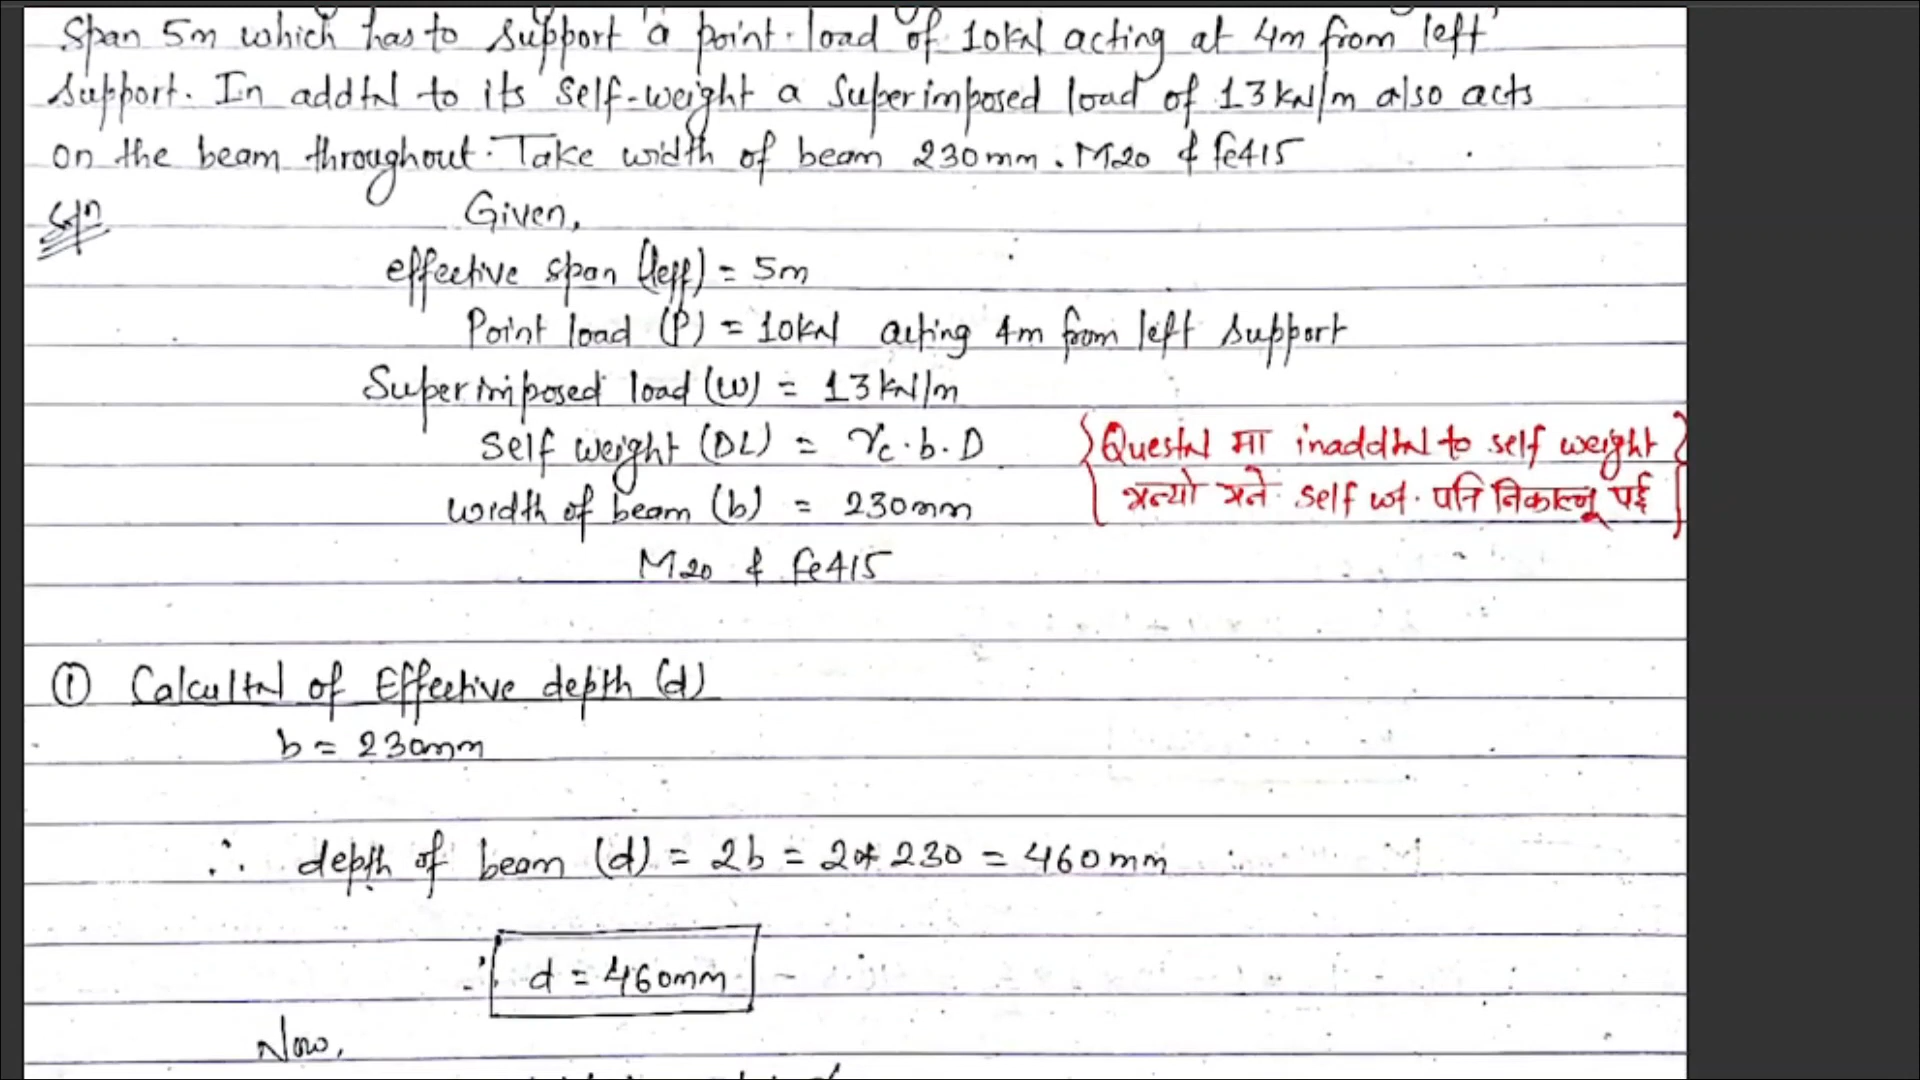 Span 5m which has to support a point load of 10kN acting at 4m from left
support. In addtn to its self-weight a superimposed load of 13kN/m also acts
on the beam throughout. Take width of beam 230mm. M20 & fe415
Sol^n
Given,
effective span (leff) = 5m
Point load (P) = 10kN acting 4m from left support
Superimposed load (w) = 13kN/m
Self weight (DL) = γc.b.D
{Questn मा inaddtn to self weight
भन्यो भने self wt. पनि निकाल्नू पर्ई}
width of beam (b) = 230mm
M20 & fe415
① Calcultn of Effective depth (d)
b = 230mm
∴ depth of beam (d) = 2b = 2*230 = 460mm
∴ d = 460mm
Now,